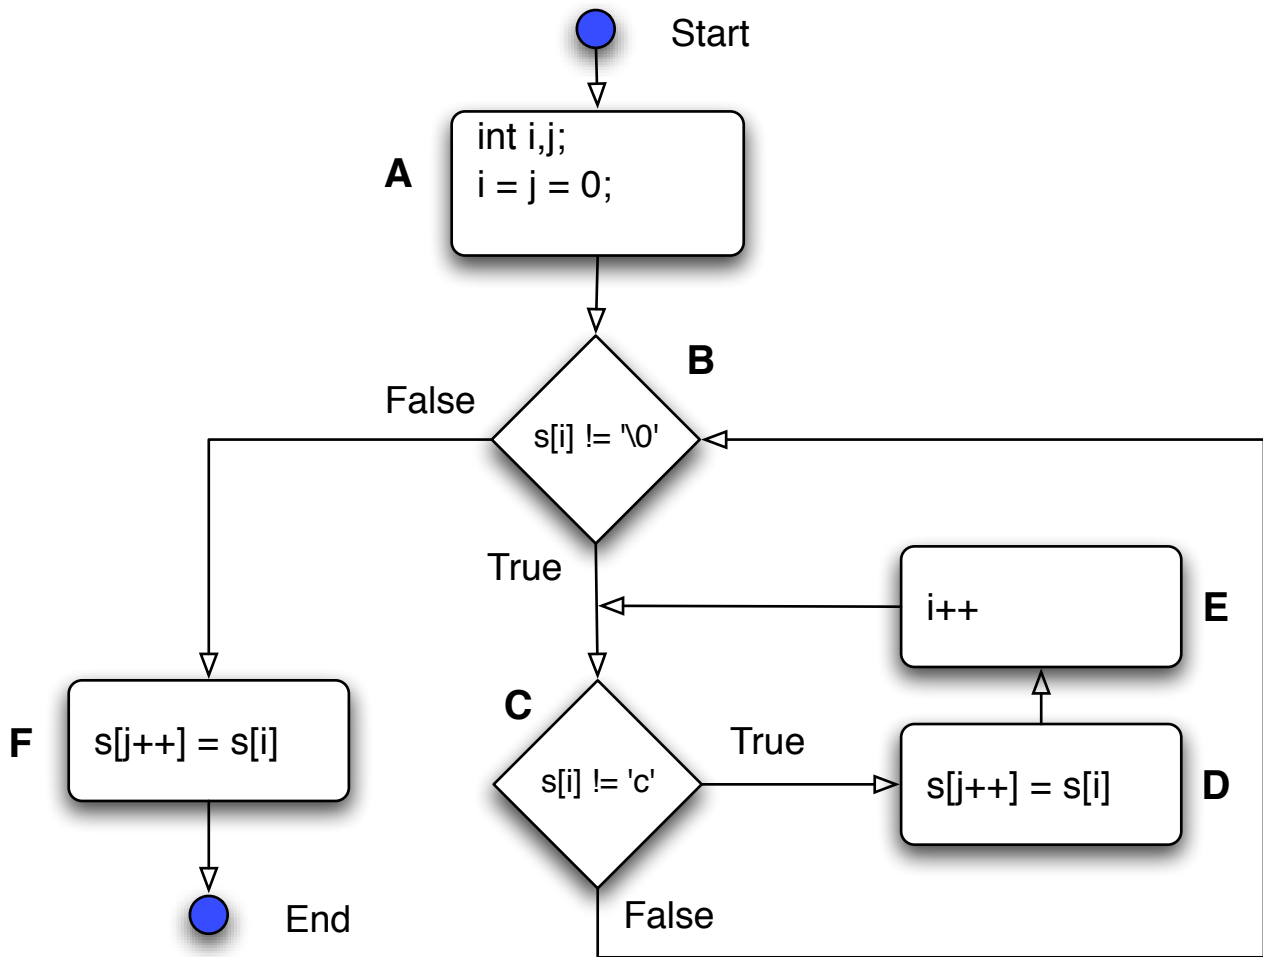 Start
A
int i,j;
i = j = 0;
B
False
s[i] != '\0'
True
E
i++
C
F
s[j++] = s[i]
s[i] != 'c'
True
s[j++] = s[i]
D
False
End